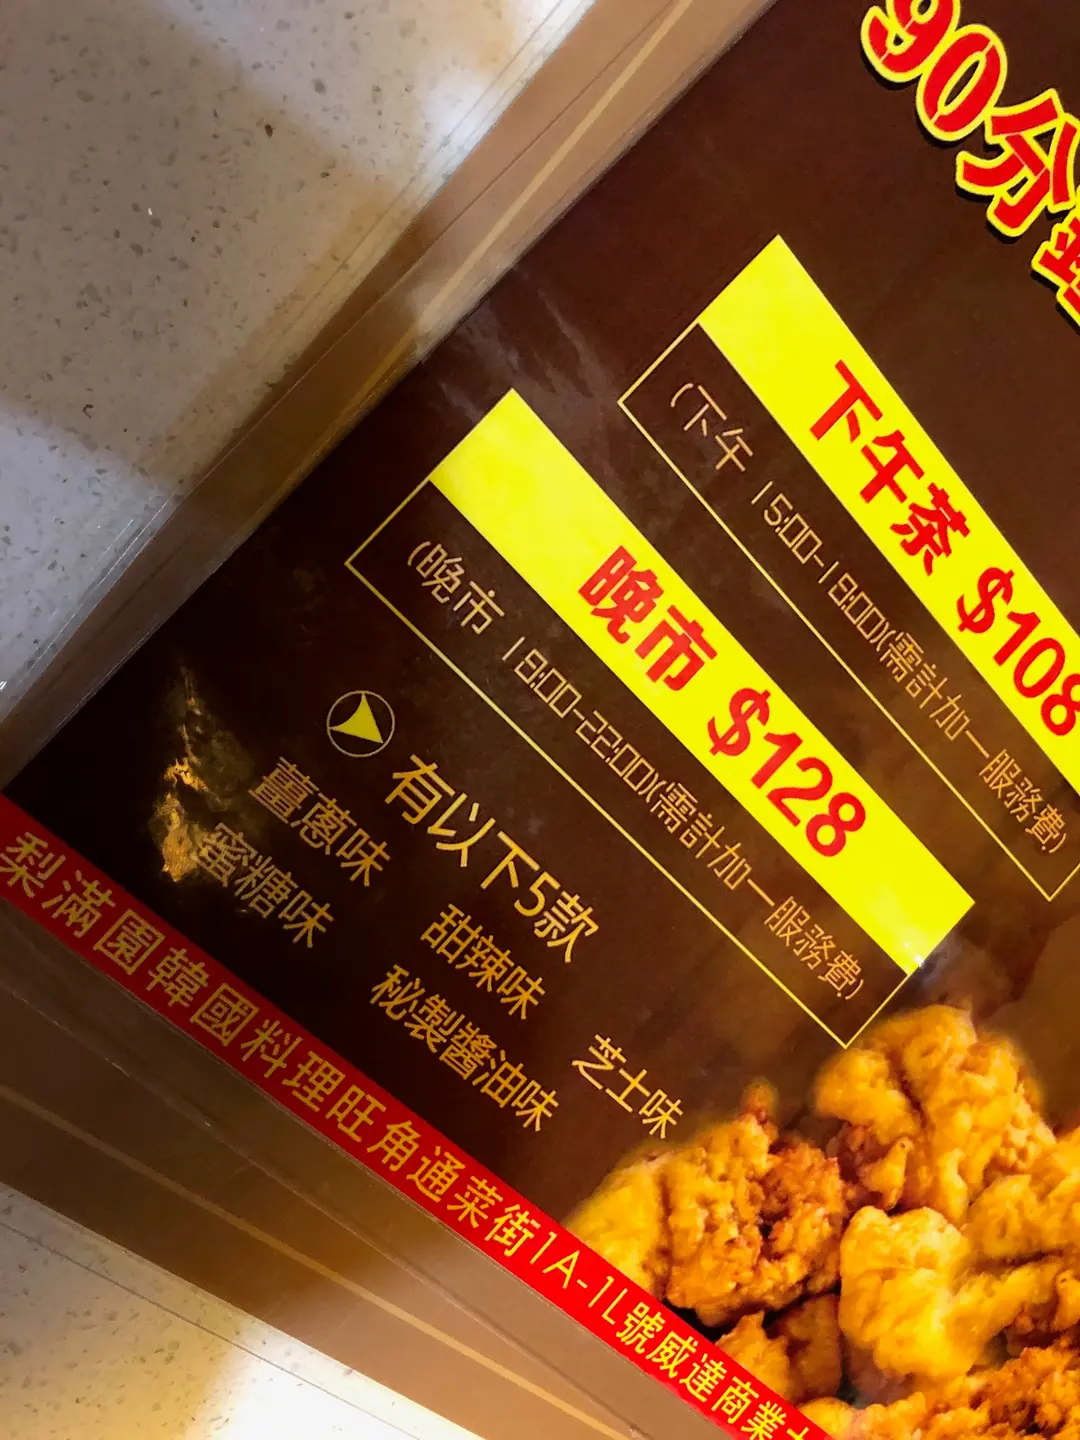 90分鐘
下午茶 $108
(下午 15:00-18:00)(需計加一服務費)
晚市 $128
(晚市 18:00-22:00)(需計加一服務費)
有以下5款
薑蔥味 甜辣味 芝士味
蜜糖味 秘製醬油味
梨滿園韓國料理旺角通菜街1A-1L號威達商業大